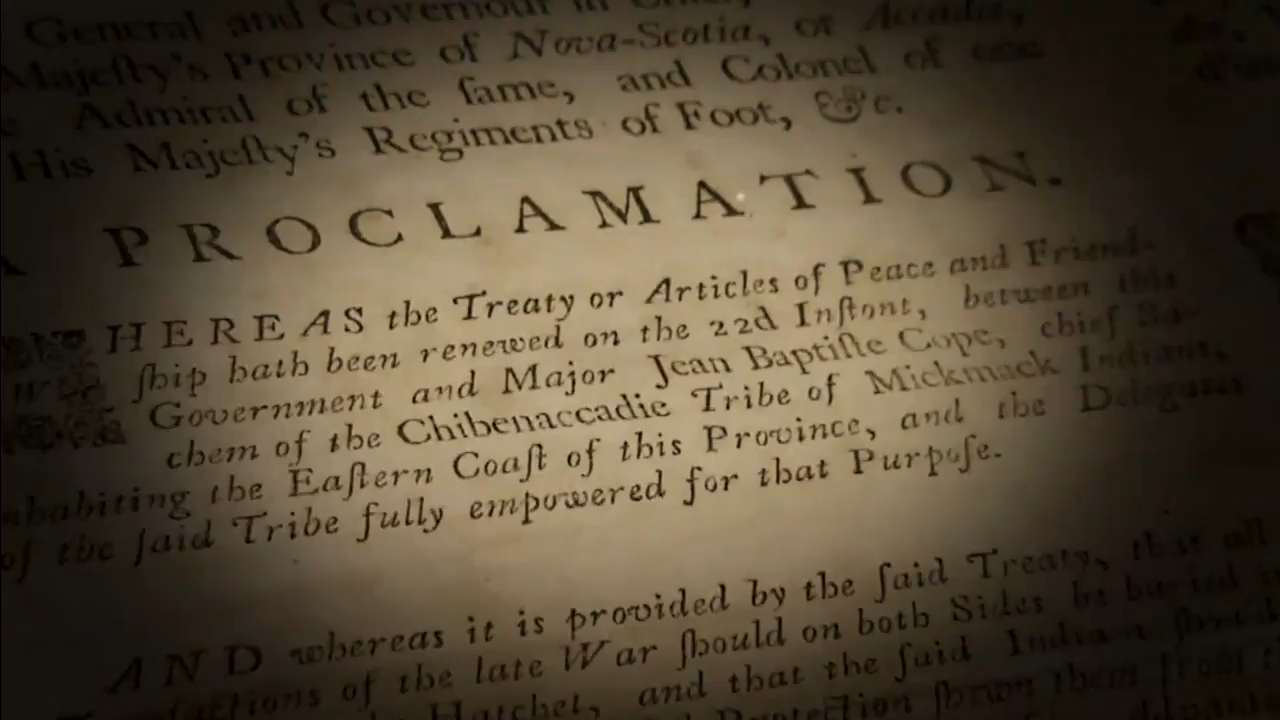 General and Governour in
Majeſty's Province of Nova-Scotia, or Accadie,
Admiral of the ſame, and Colonel of one
His Majeſty's Regiments of Foot, &c.
A PROCLAMATION.
WHEREAS the Treaty or Articles of Peace and Friend-
ſhip hath been renewed on the 22d Inſtant, between this
Government and Major Jean Baptiſte Cope, chief Sa-
chem of the Chibenaccadie Tribe of Mickmack Indians,
inhabiting the Eaſtern Coaſt of this Province, and the Delegates
of the ſaid Tribe fully empowered for that Purpoſe.
AND whereas it is provided by the ſaid Treaty, that all
of the late War ſhould on both Sides be buried
Hatchet, and that the ſaid Indians
Protection ſhewn them from